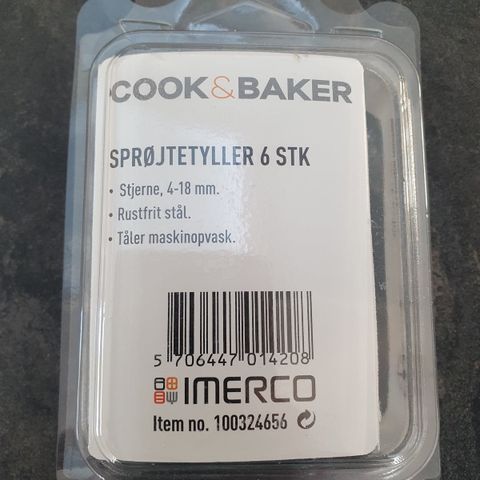 COOK&BAKER
SPRØJTETYLLER 6 STK
• Stjerne, 4-18 mm.
• Rustfrit stål.
• Tåler maskinopvask.
5 706447 014208
IMERCO
Item no. 100324656